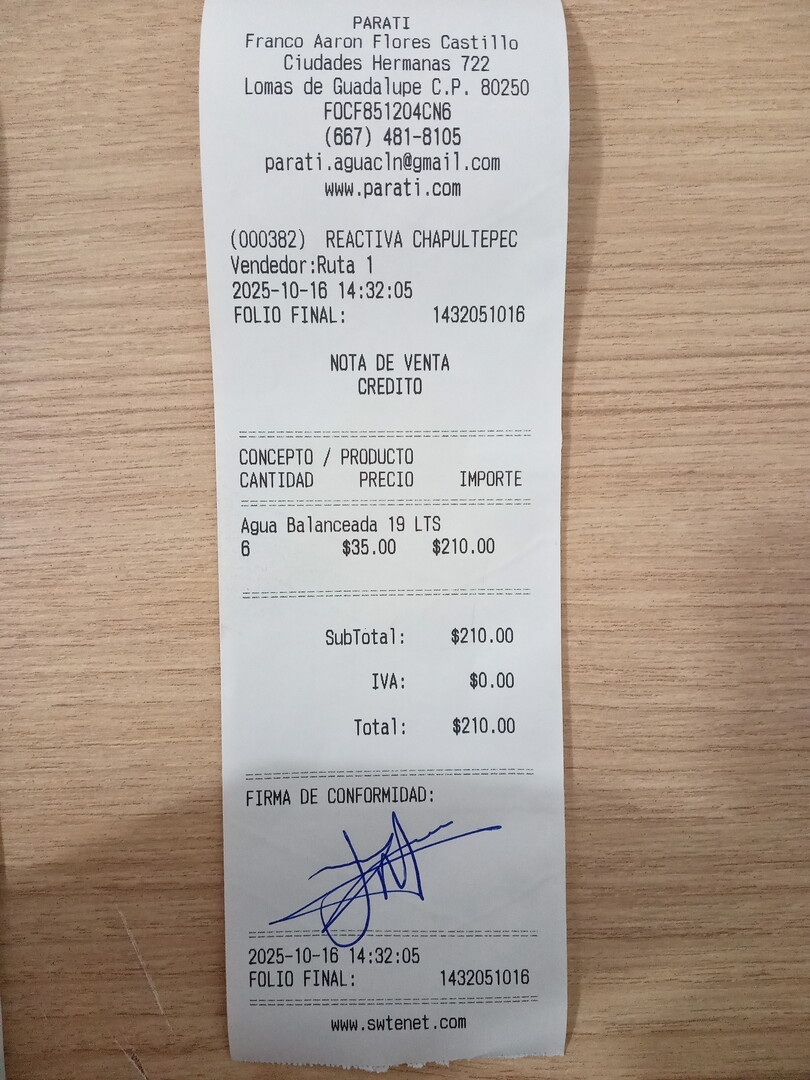 PARATI
Franco Aaron Flores Castillo
Ciudades Hermanas 722
Lomas de Guadalupe C.P. 80250
FOCF851204CN6
(667) 481-8105
parati.aguacln@gmail.com
www.parati.com
(000382) REACTIVA CHAPULTEPEC
Vendedor:Ruta 1
2025-10-16 14:32:05
FOLIO FINAL: 1432051016
NOTA DE VENTA
CREDITO
CONCEPTO / PRODUCTO
CANTIDAD PRECIO IMPORTE
Agua Balanceada 19 LTS
6 $35.00 $210.00
SubTotal: $210.00
IVA: $0.00
Total: $210.00
FIRMA DE CONFORMIDAD:
2025-10-16 14:32:05
FOLIO FINAL: 1432051016
www.swtenet.com